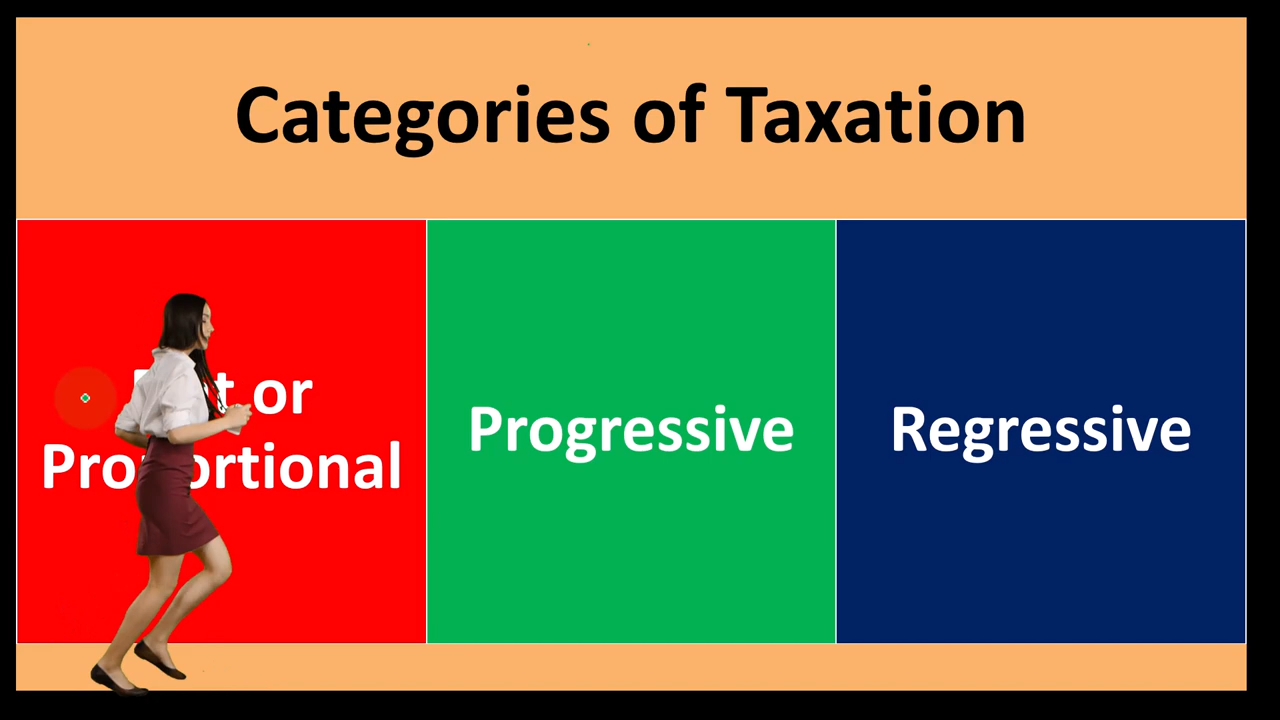 Categories of Taxation
or
Progressive
Regressive